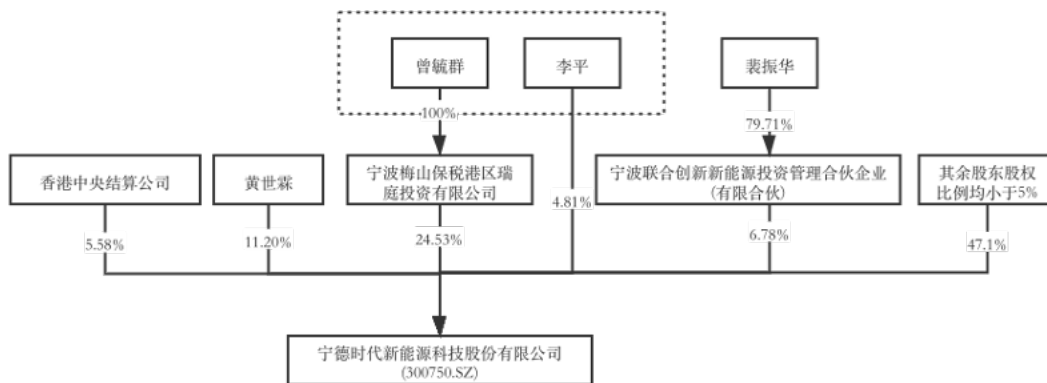 曾毓群
李平
裴振华
100%
79.71%
香港中央结算公司
黄世霖
宁波梅山保税港区瑞
庭投资有限公司
4.81%
宁波联合创新新能源投资管理合伙企业
(有限合伙)
其余股东股权
比例均小于5%
5.58%
11.20%
24.53%
6.78%
47.1%
宁德时代新能源科技股份有限公司
(300750.SZ)